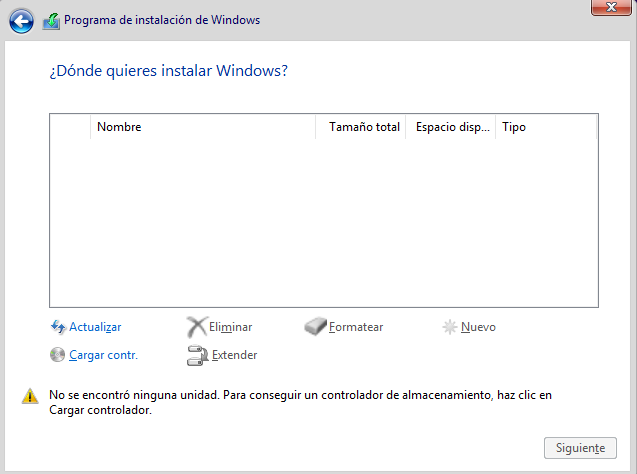 Programa de instalación de Windows
¿Dónde quieres instalar Windows?
Nombre Tamaño total Espacio disp... Tipo
Actualizar Eliminar Formatear Nuevo
Cargar contr. Extender
No se encontró ninguna unidad. Para conseguir un controlador de almacenamiento, haz clic en
Cargar controlador.
Siguiente